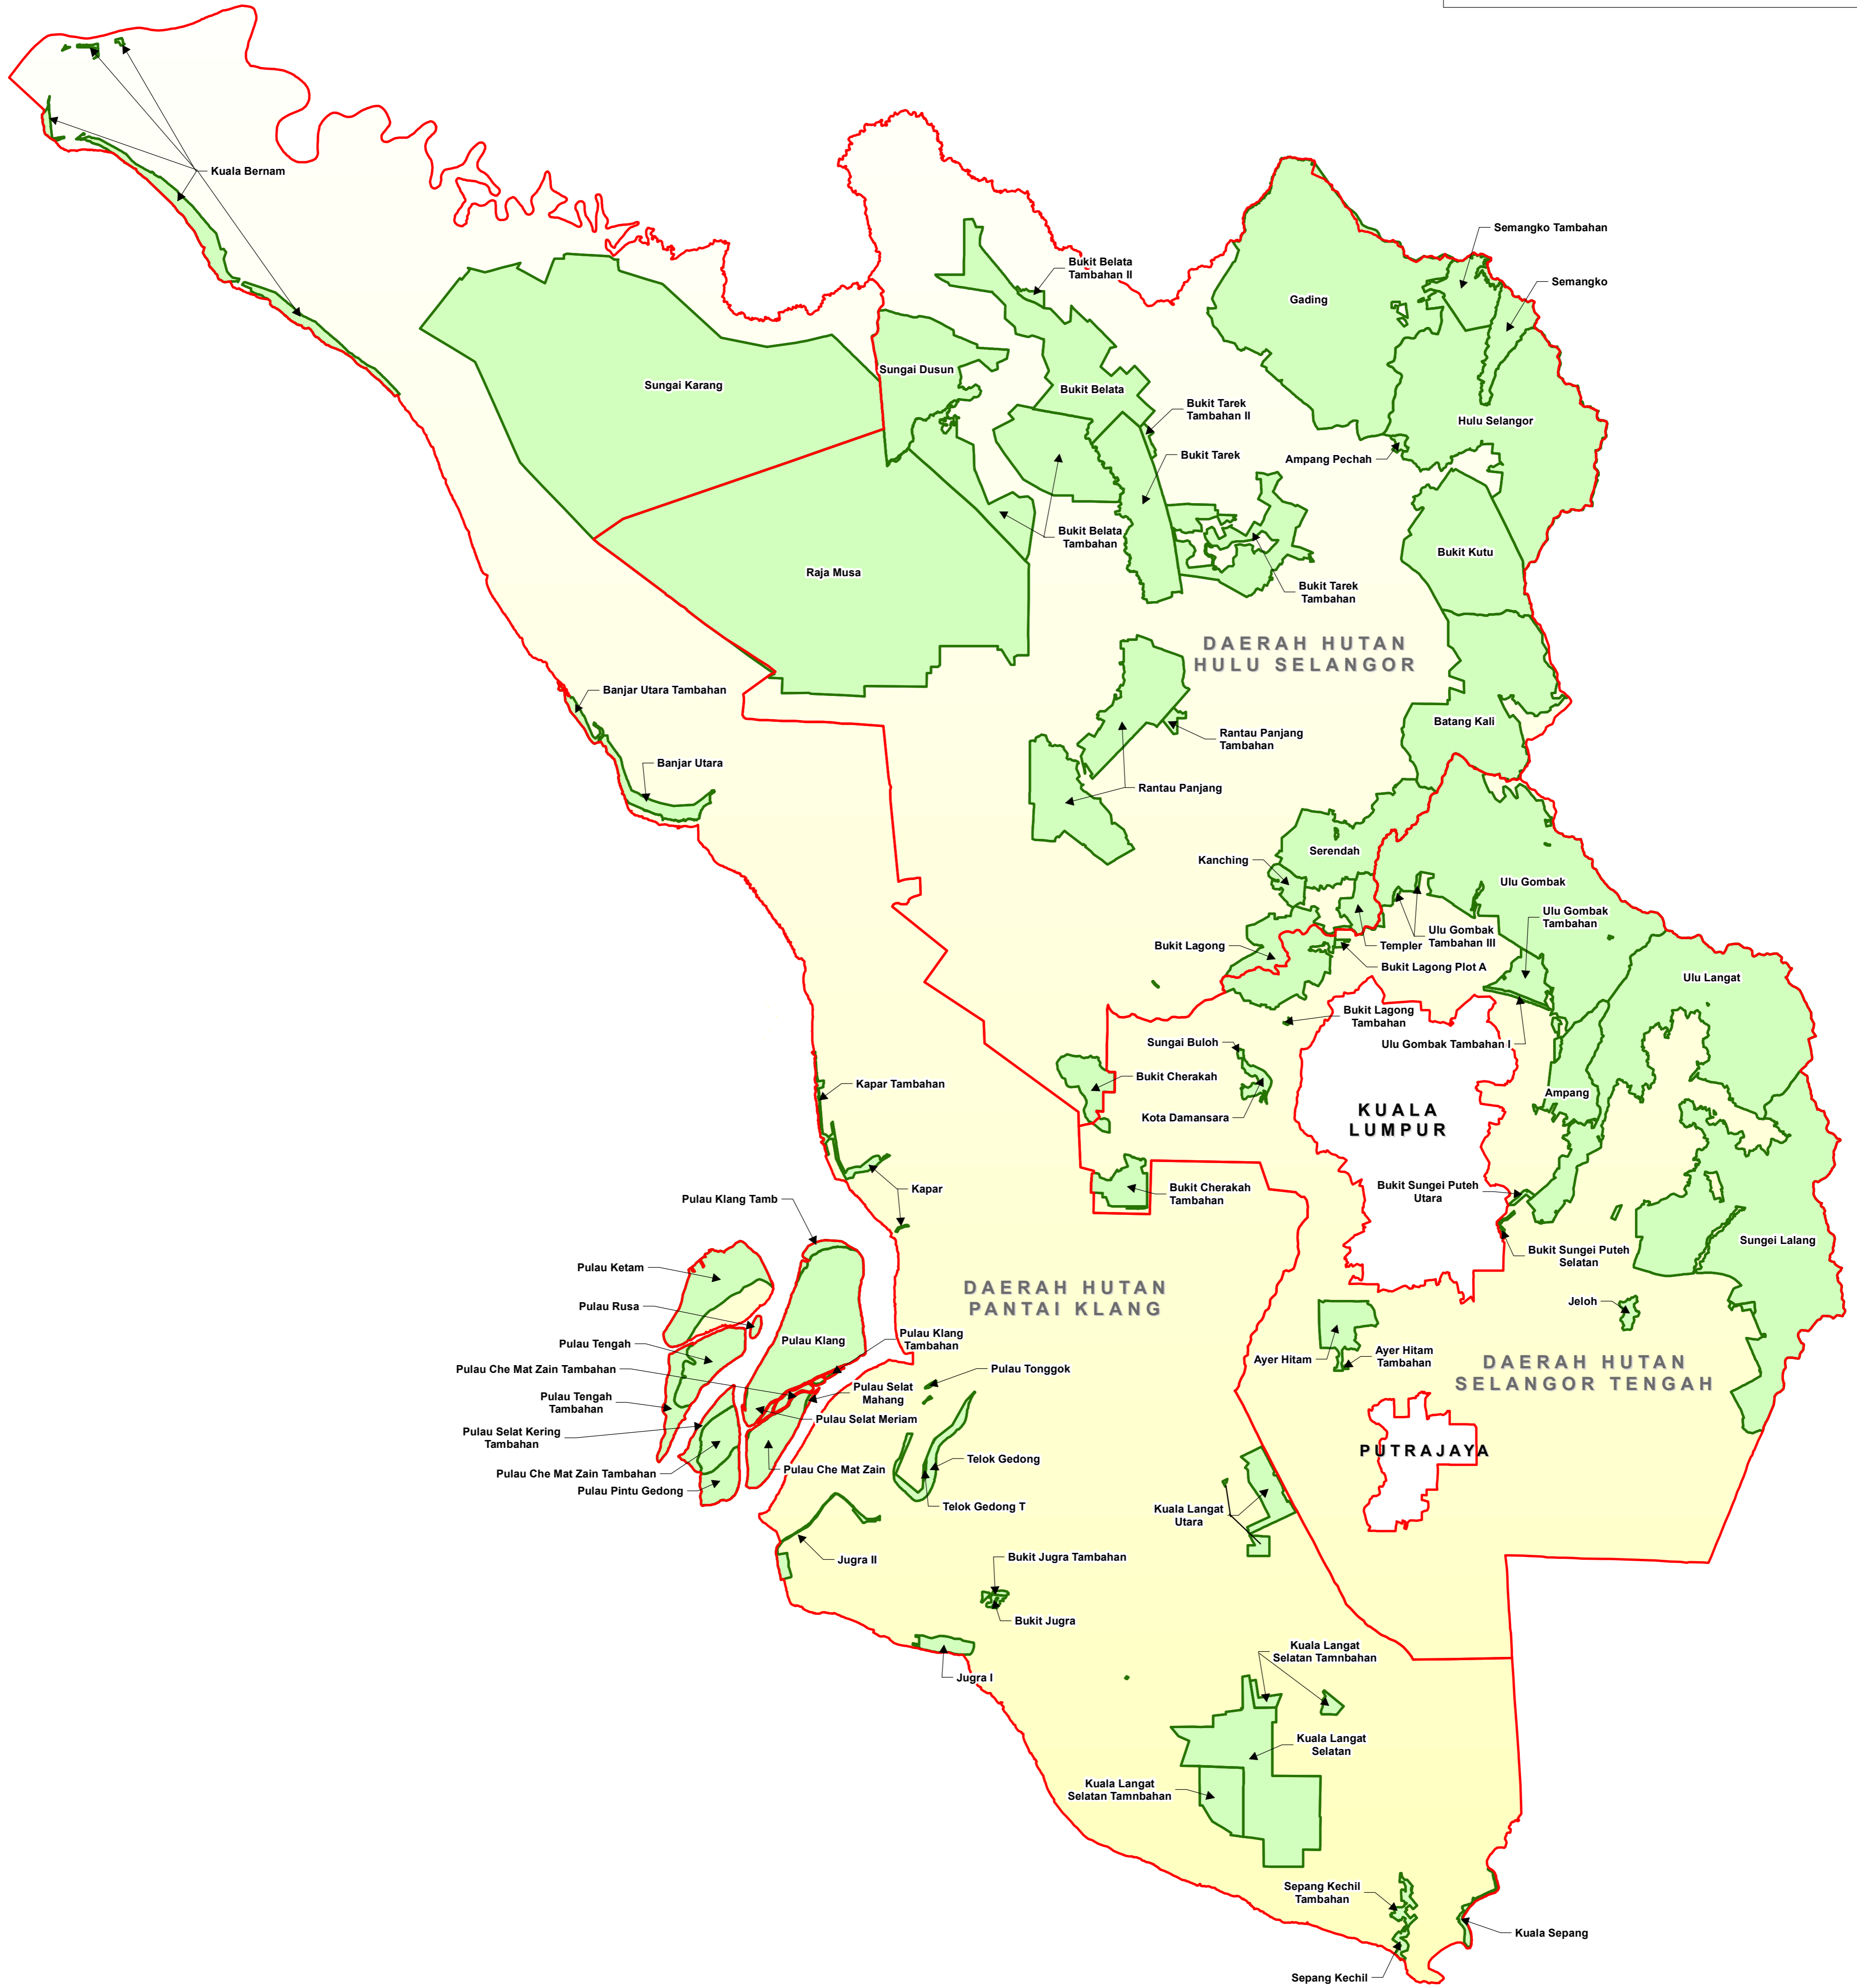 Kuala Bernam
Semangko Tambahan
Bukit Belata
Tambahan II
Semangko
Gading
Sungai Dusun
Sungai Karang
Bukit Belata
Bukit Tarek
Tambahan II
Hulu Selangor
Bukit Tarek
Ampang Pechah
Bukit Belata
Tambahan
Bukit Kutu
Raja Musa
Bukit Tarek
Tambahan
DAERAH HUTAN
HULU SELANGOR
Banjar Utara Tambahan
Batang Kali
Rantau Panjang
Tambahan
Banjar Utara
Rantau Panjang
Serendah
Kanching
Ulu Gombak
Ulu Gombak
Tambahan
Ulu Gombak
Tambahan III
Templer
Bukit Lagong
Bukit Lagong Plot A
Ulu Langat
Bukit Lagong
Tambahan
Sungai Buloh
Ulu Gombak Tambahan I
Bukit Cherakah
Kapar Tambahan
Ampang
Kota Damansara
KUALA
LUMPUR
Kapar
Bukit Cherakah
Tambahan
Bukit Sungei Puteh
Utara
Pulau Klang Tamb
Sungei Lalang
Bukit Sungei Puteh
Selatan
Pulau Ketam
DAERAH HUTAN
PANTAI KLANG
Jeloh
Pulau Rusa
Pulau Klang
Pulau Klang
Tambahan
Pulau Tengah
Ayer Hitam
Ayer Hitam
Tambahan
Pulau Che Mat Zain Tambahan
Pulau Tonggok
DAERAH HUTAN
SELANGOR TENGAH
Pulau Selat
Mahang
Pulau Tengah
Tambahan
Pulau Selat Meriam
Pulau Selat Kering
Tambahan
PUTRAJAYA
Telok Gedong
Pulau Che Mat Zain
Pulau Che Mat Zain Tambahan
Pulau Pintu Gedong
Telok Gedong T
Kuala Langat
Utara
Jugra II
Bukit Jugra Tambahan
Bukit Jugra
Kuala Langat
Selatan Tamnbahan
Jugra I
Kuala Langat
Selatan
Kuala Langat
Selatan Tamnbahan
Sepang Kechil
Tambahan
Kuala Sepang
Sepang Kechil